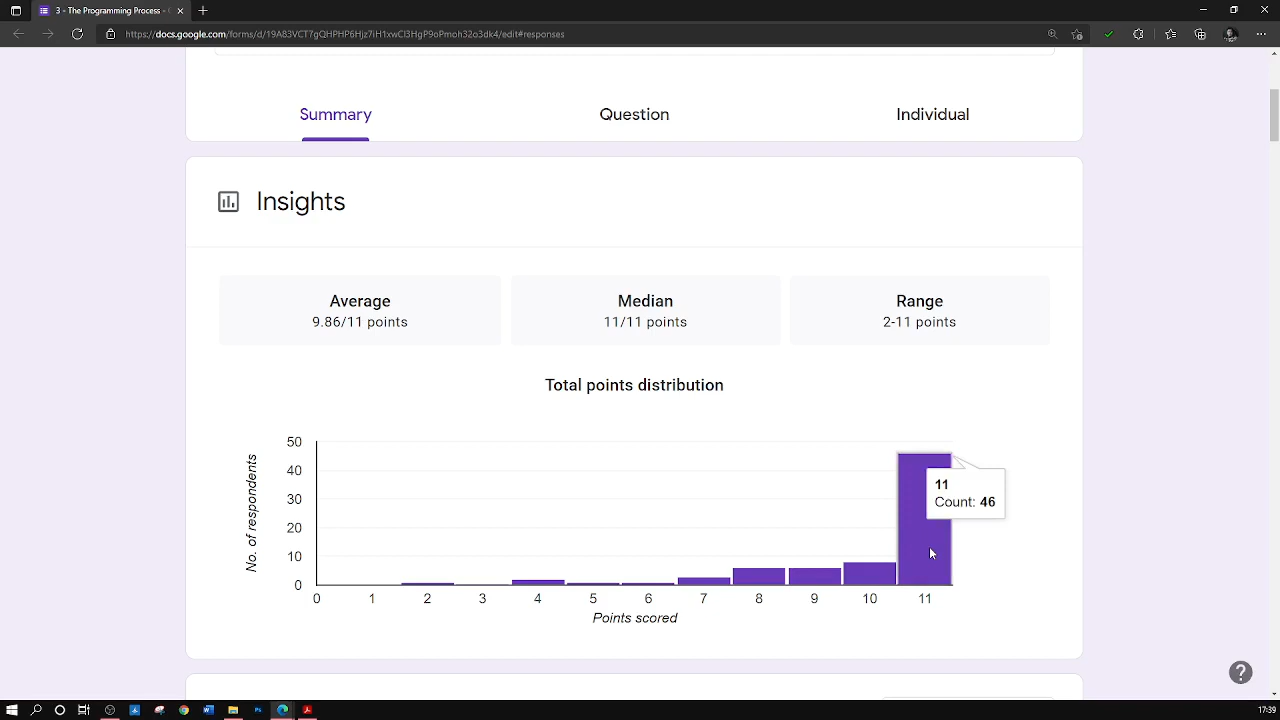 3 - The Programming Process - 
https://docs.google.com/forms/d/19A83VCT7gQHPHP6Hjz7iH1xwCl3HgP9oPmoh32o3dk4/edit#responses
Summary Question Individual
Insights
Average Median Range
9.86/11 points 11/11 points 2-11 points
Total points distribution
No. of respondents
50
40
30
20
10
0
11
Count: 46
0 1 2 3 4 5 6 7 8 9 10 11
Points scored
17:39